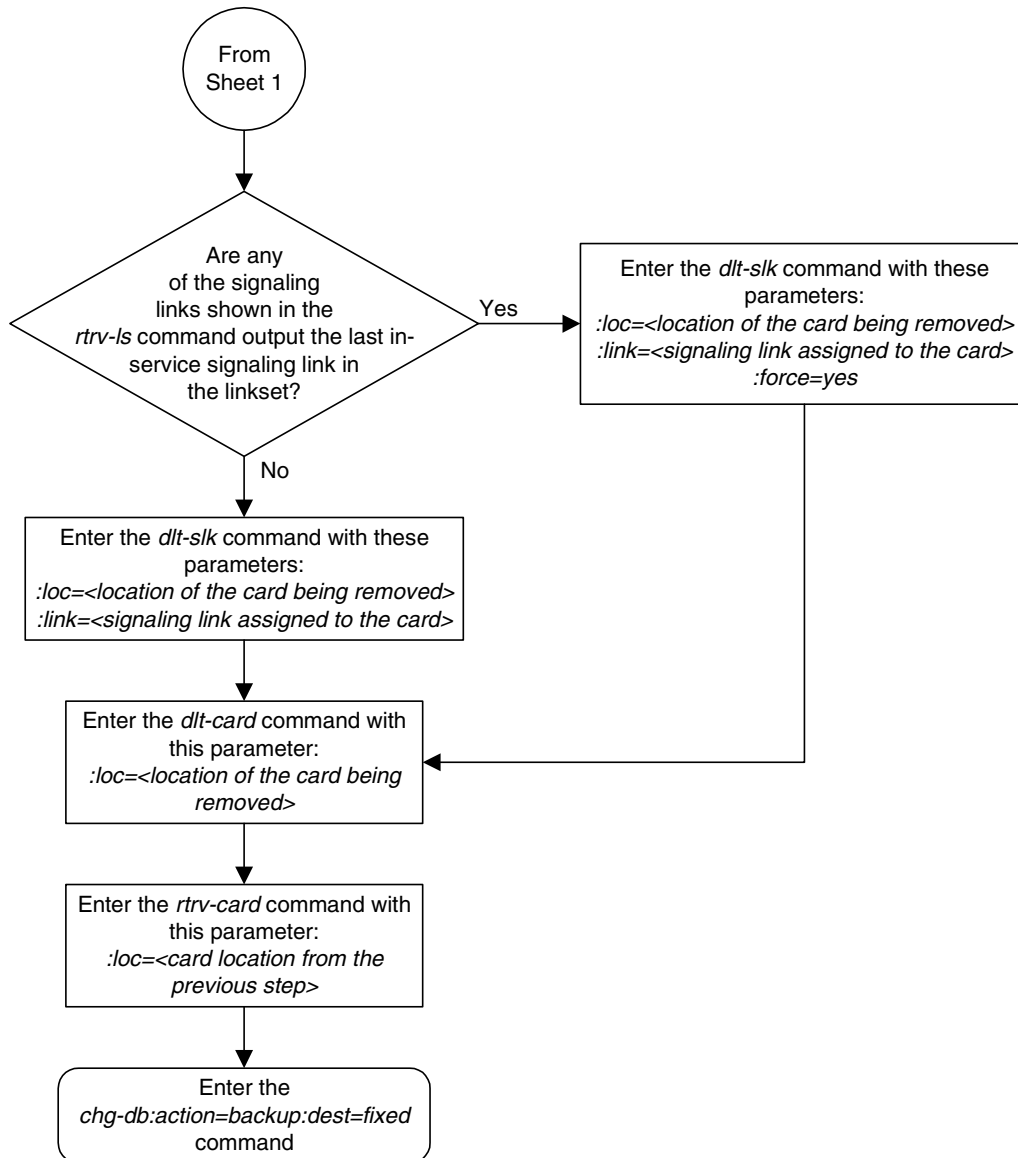 From
Sheet 1
Are any
of the signaling
links shown in the
rtrv-ls command output the last in-
service signaling link in
the linkset?
Yes
Enter the dlt-slk command with these
parameters:
:loc=<location of the card being removed>
:link=<signaling link assigned to the card>
:force=yes
No
Enter the dlt-slk command with these
parameters:
:loc=<location of the card being removed>
:link=<signaling link assigned to the card>
Enter the dlt-card command with
this parameter:
:loc=<location of the card being
removed>
Enter the rtrv-card command with
this parameter:
:loc=<card location from the
previous step>
Enter the
chg-db:action=backup:dest=fixed
command